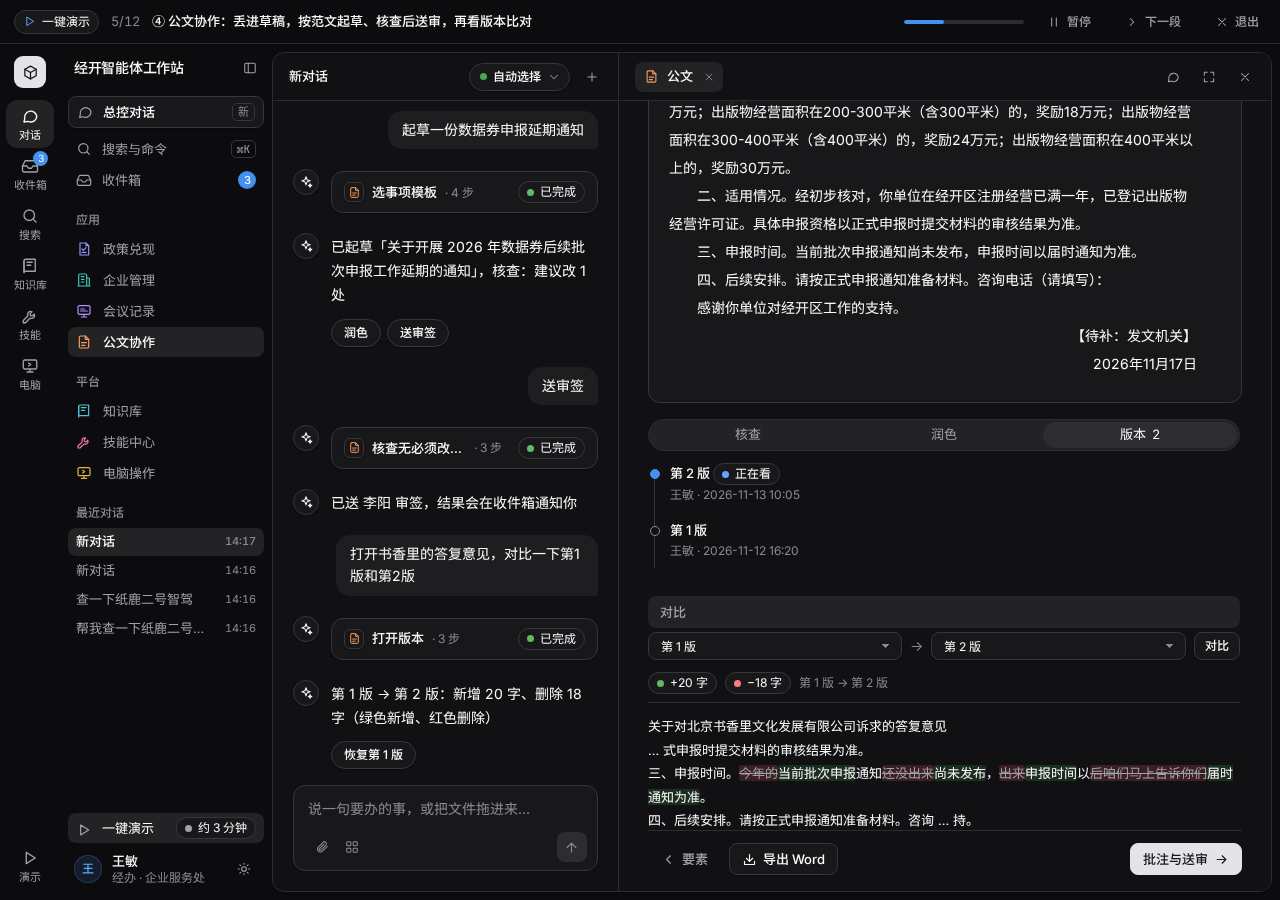 一键演示
5/12
④ 公文协作：丢进草稿，按范文起草、核查后送审，再看版本比对
暂停
下一段
退出
对话
3
收件箱
搜索
知识库
技能
电脑
演示
经开智能体工作站
总控对话
新
搜索与命令
⌘K
收件箱
3
应用
政策兑现
企业管理
会议记录
公文协作
平台
知识库
技能中心
电脑操作
最近对话
新对话 14:17
新对话 14:16
查一下纸鹿二号智驾 14:16
帮我查一下纸鹿二号... 14:16
一键演示
约 3 分钟
王
王敏
经办 · 企业服务处
新对话
自动选择
起草一份数据券申报延期通知
选事项模板 · 4 步 已完成
已起草「关于开展 2026 年数据券后续批
次申报工作延期的通知」，核查：建议改 1
处
润色
送审签
送审签
核查无必须改... · 3 步 已完成
已送 李阳 审签，结果会在收件箱通知你
打开书香里的答复意见，对比一下第1
版和第2版
打开版本 · 3 步 已完成
第 1 版 → 第 2 版：新增 20 字、删除 18
字（绿色新增、红色删除）
恢复第 1 版
说一句要办的事，或把文件拖进来...
公文
万元；出版物经营面积在200-300平米（含300平米）的，奖励18万元；出版物经营
面积在300-400平米（含400平米）的，奖励24万元；出版物经营面积在400平米以
上的，奖励30万元。
二、适用情况。经初步核对，你单位在经开区注册经营已满一年，已登记出版物
经营许可证。具体申报资格以正式申报时提交材料的审核结果为准。
三、申报时间。当前批次申报通知尚未发布，申报时间以届时通知为准。
四、后续安排。请按正式申报通知准备材料。咨询电话（请填写）：
感谢你单位对经开区工作的支持。
【待补：发文机关】
2026年11月17日
核查
润色
版本 2
第 2 版 正在看
王敏 · 2026-11-13 10:05
第 1 版
王敏 · 2026-11-12 16:20
对比
第 1 版
→
第 2 版
对比
+20 字
−18 字
第 1 版 → 第 2 版
关于对北京书香里文化发展有限公司诉求的答复意见
... 式申报时提交材料的审核结果为准。
三、申报时间。今年的当前批次申报通知还没出来尚未发布，出来申报时间以后咱们马上告诉你们届时
通知为准。
四、后续安排。请按正式申报通知准备材料。咨询 ... 持。
要素
导出 Word
批注与送审 →